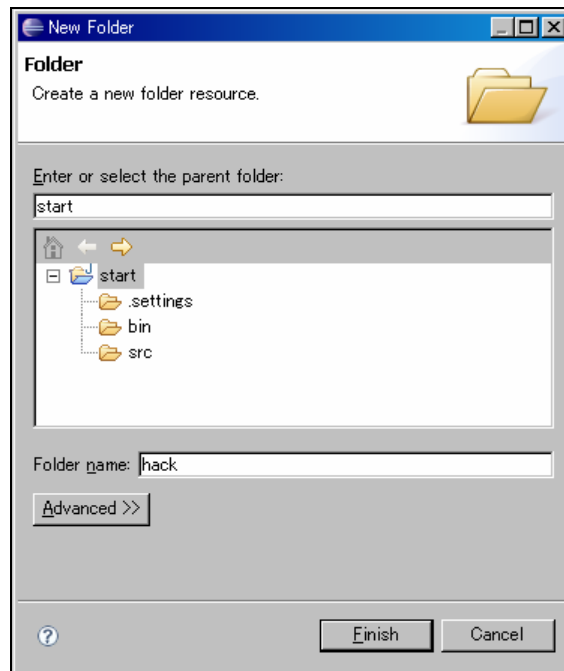 New Folder
Folder
Create a new folder resource.
Enter or select the parent folder:
start
start
.settings
bin
src
Folder name: hack
Advanced >>
Finish Cancel